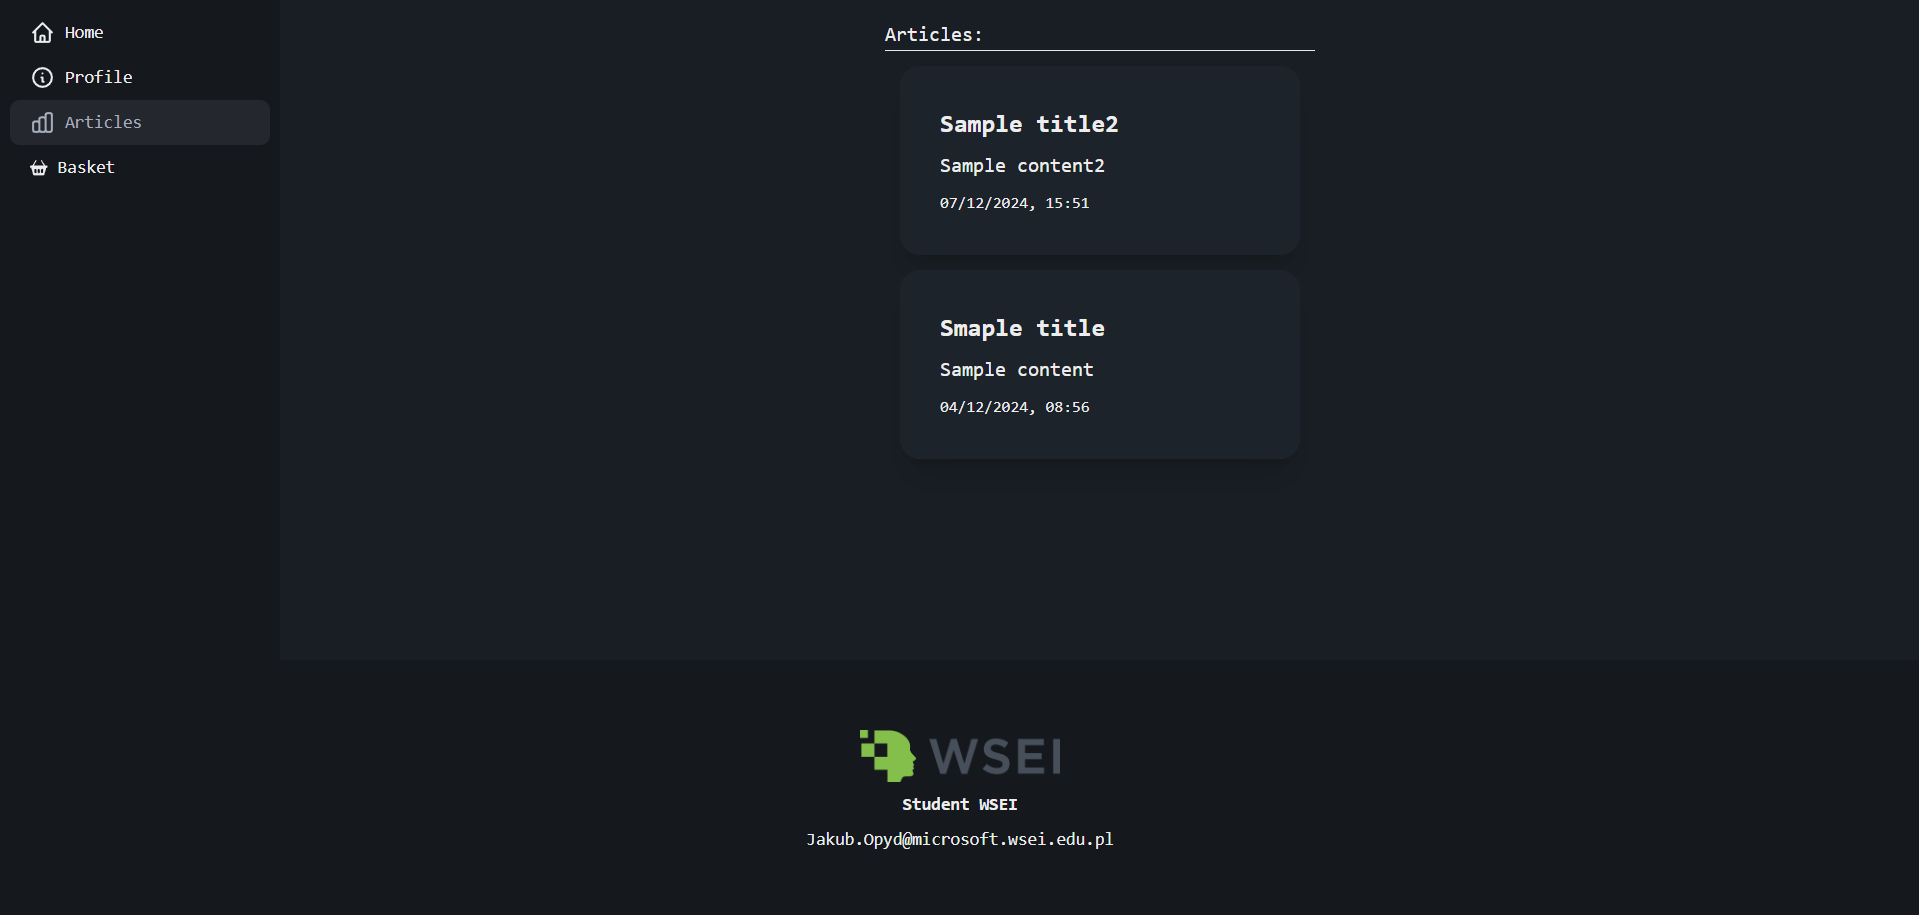 Home
Profile
Articles
Basket
Articles:
Sample title2
Sample content2
07/12/2024, 15:51
Smaple title
Sample content
04/12/2024, 08:56
WSEI
Student WSEI
Jakub.Opyd@microsoft.wsei.edu.pl